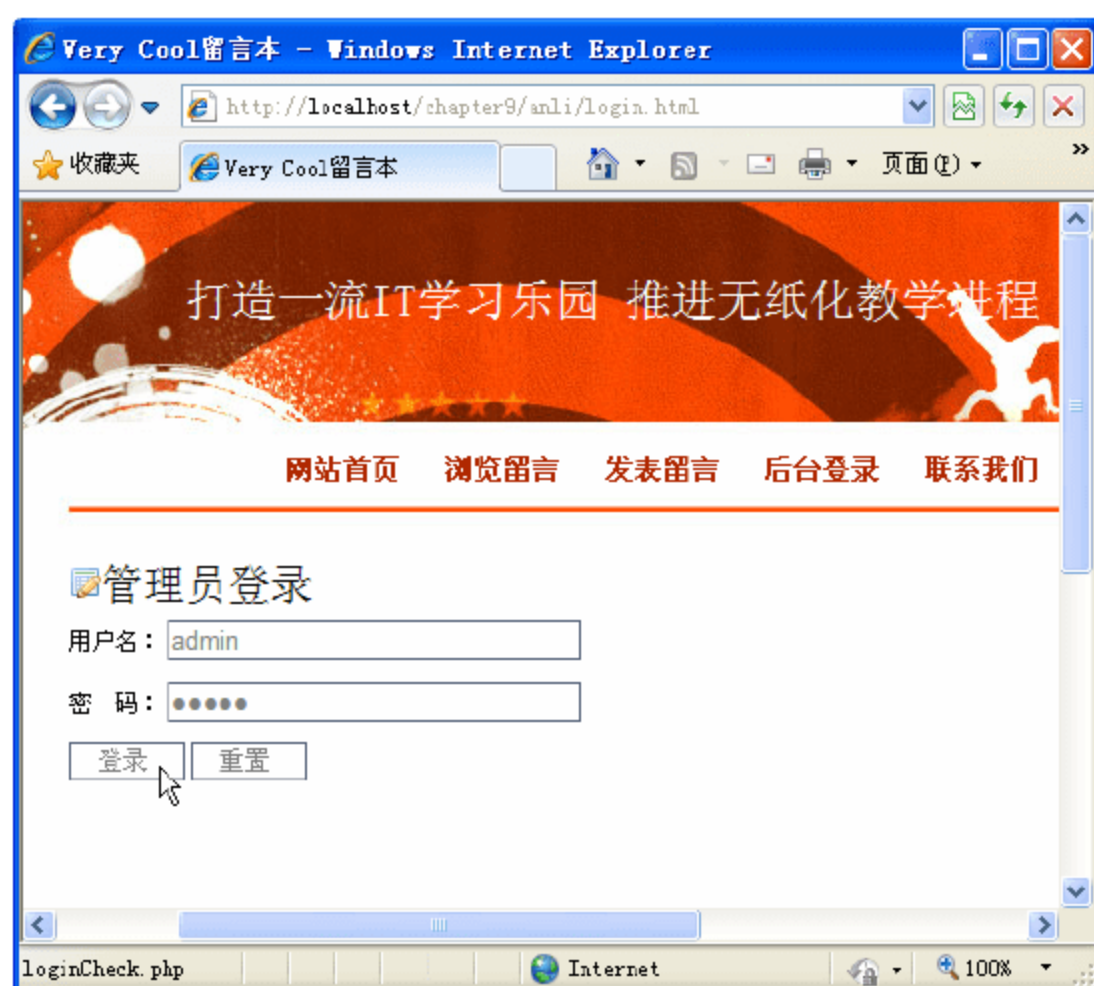 Very Cool留言本 - Windows Internet Explorer
http://localhost/chapter9/anli/login.html
收藏夹 Very Cool留言本 页面(P) »
打造一流IT学习乐园 推进无纸化教学进程
网站首页 浏览留言 发表留言 后台登录 联系我们
管理员登录
用户名：admin
密 码：●●●●●
登录 重置
loginCheck.php Internet 100%